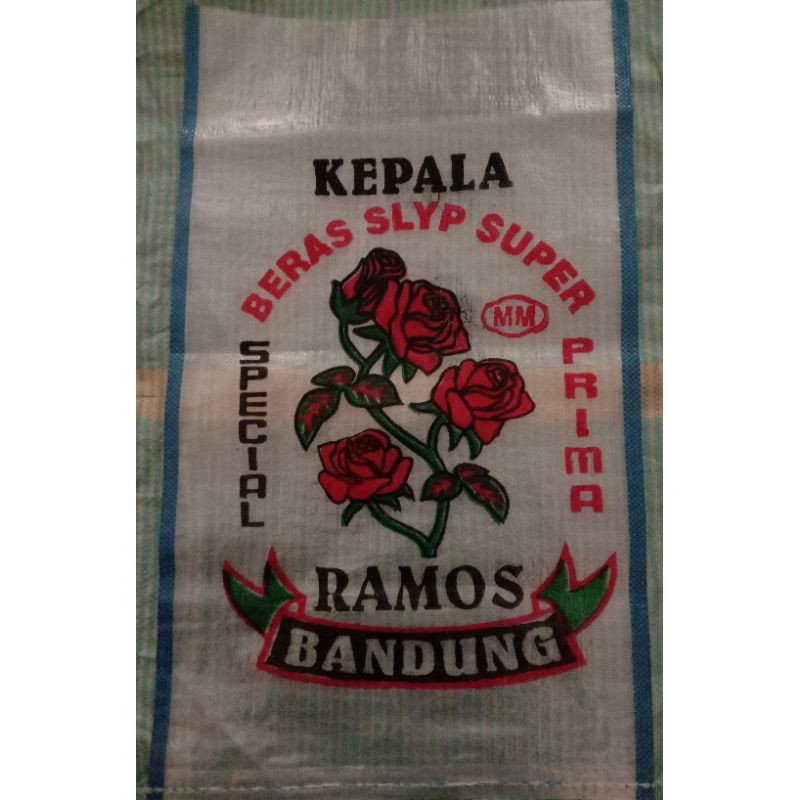 KEPALA
BERAS SLYP SUPER
MM
SPECIAL
PRIMA
RAMOS
BANDUNG